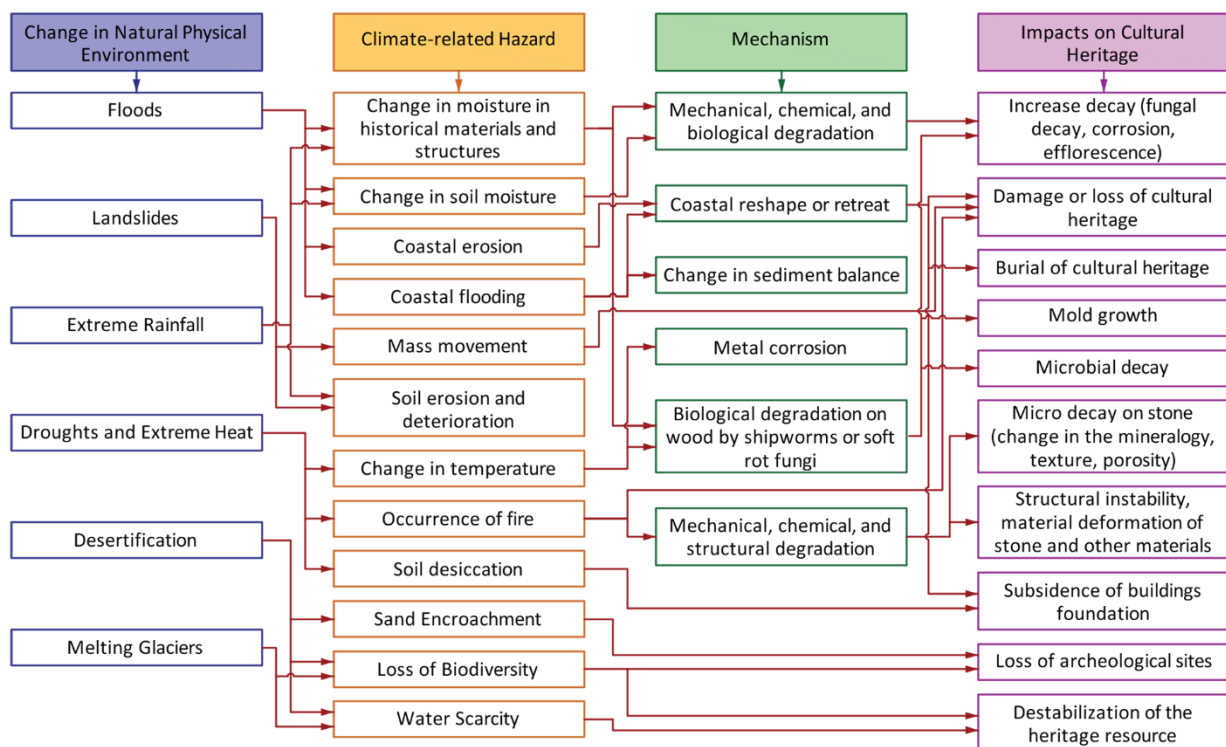 Change in Natural Physical
Environment
Climate-related Hazard
Mechanism
Impacts on Cultural
Heritage
Floods
Landslides
Extreme Rainfall
Droughts and Extreme Heat
Desertification
Melting Glaciers
Change in moisture in
historical materials and
structures
Change in soil moisture
Coastal erosion
Coastal flooding
Mass movement
Soil erosion and
deterioration
Change in temperature
Occurrence of fire
Soil desiccation
Sand Encroachment
Loss of Biodiversity
Water Scarcity
Mechanical, chemical, and
biological degradation
Coastal reshape or retreat
Change in sediment balance
Metal corrosion
Biological degradation on
wood by shipworms or soft
rot fungi
Mechanical, chemical, and
structural degradation
Increase decay (fungal
decay, corrosion,
efflorescence)
Damage or loss of cultural
heritage
Burial of cultural heritage
Mold growth
Microbial decay
Micro decay on stone
(change in the mineralogy,
texture, porosity)
Structural instability,
material deformation of
stone and other materials
Subsidence of buildings
foundation
Loss of archeological sites
Destabilization of the
heritage resource